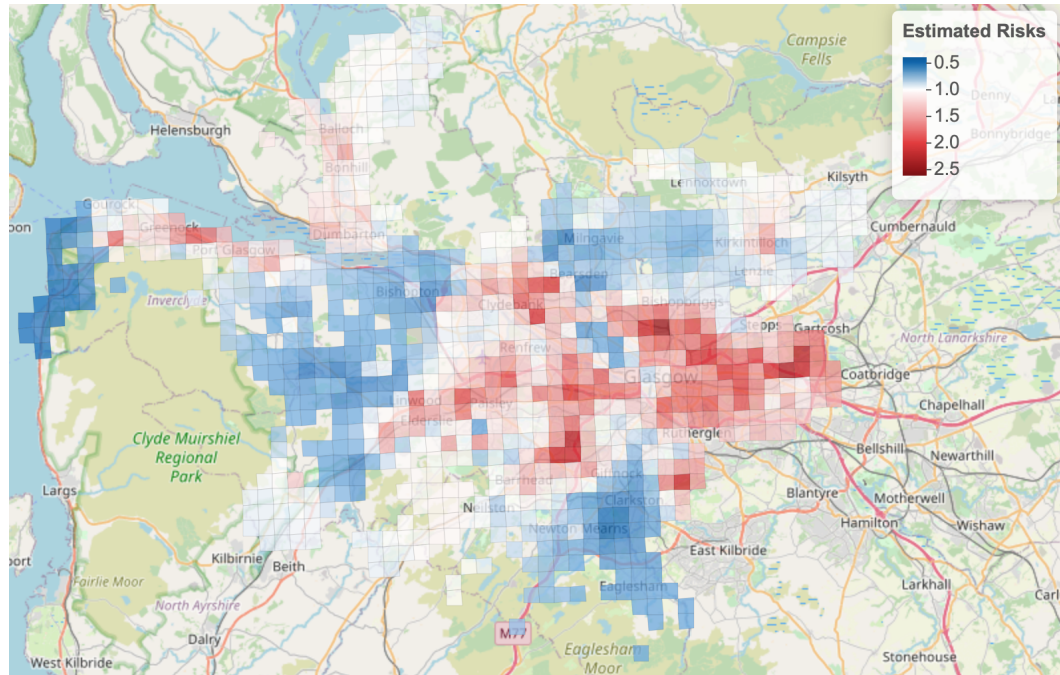 Estimated Risks
0.5
1.0
1.5
2.0
2.5
Campsie
Fells
Denny
Bonnybridge
Helensburgh
Balloch
Bonhill
Lennoxtown
Kilsyth
Gourock
oon
Greenock
Dumbarton
Port Glasgow
Milngavie
Kirkintilloch
Cumbernauld
Bearsden
Lenzie
Inverclyde
Bishopton
Clydebank
Bishopbriggs
Stepps
Gartcosh
North Lanarkshire
Renfrew
Glasgow
Coatbridge
Linwood
Paisley
Chapelhall
Elderslie
Rutherglen
Clyde Muirshiel
Regional
Park
Bellshill
Newarthill
Giffnock
Barrhead
Largs
Blantyre
Motherwell
Clarkston
Neilston
Newton Mearns
Hamilton
Wishaw
East Kilbride
port
Kilbirnie
Beith
Fairlie Moor
Eaglesham
Larkhall
Carl
North Ayrshire
Dalry
M77
Eaglesham
Moor
Stonehouse
West Kilbride